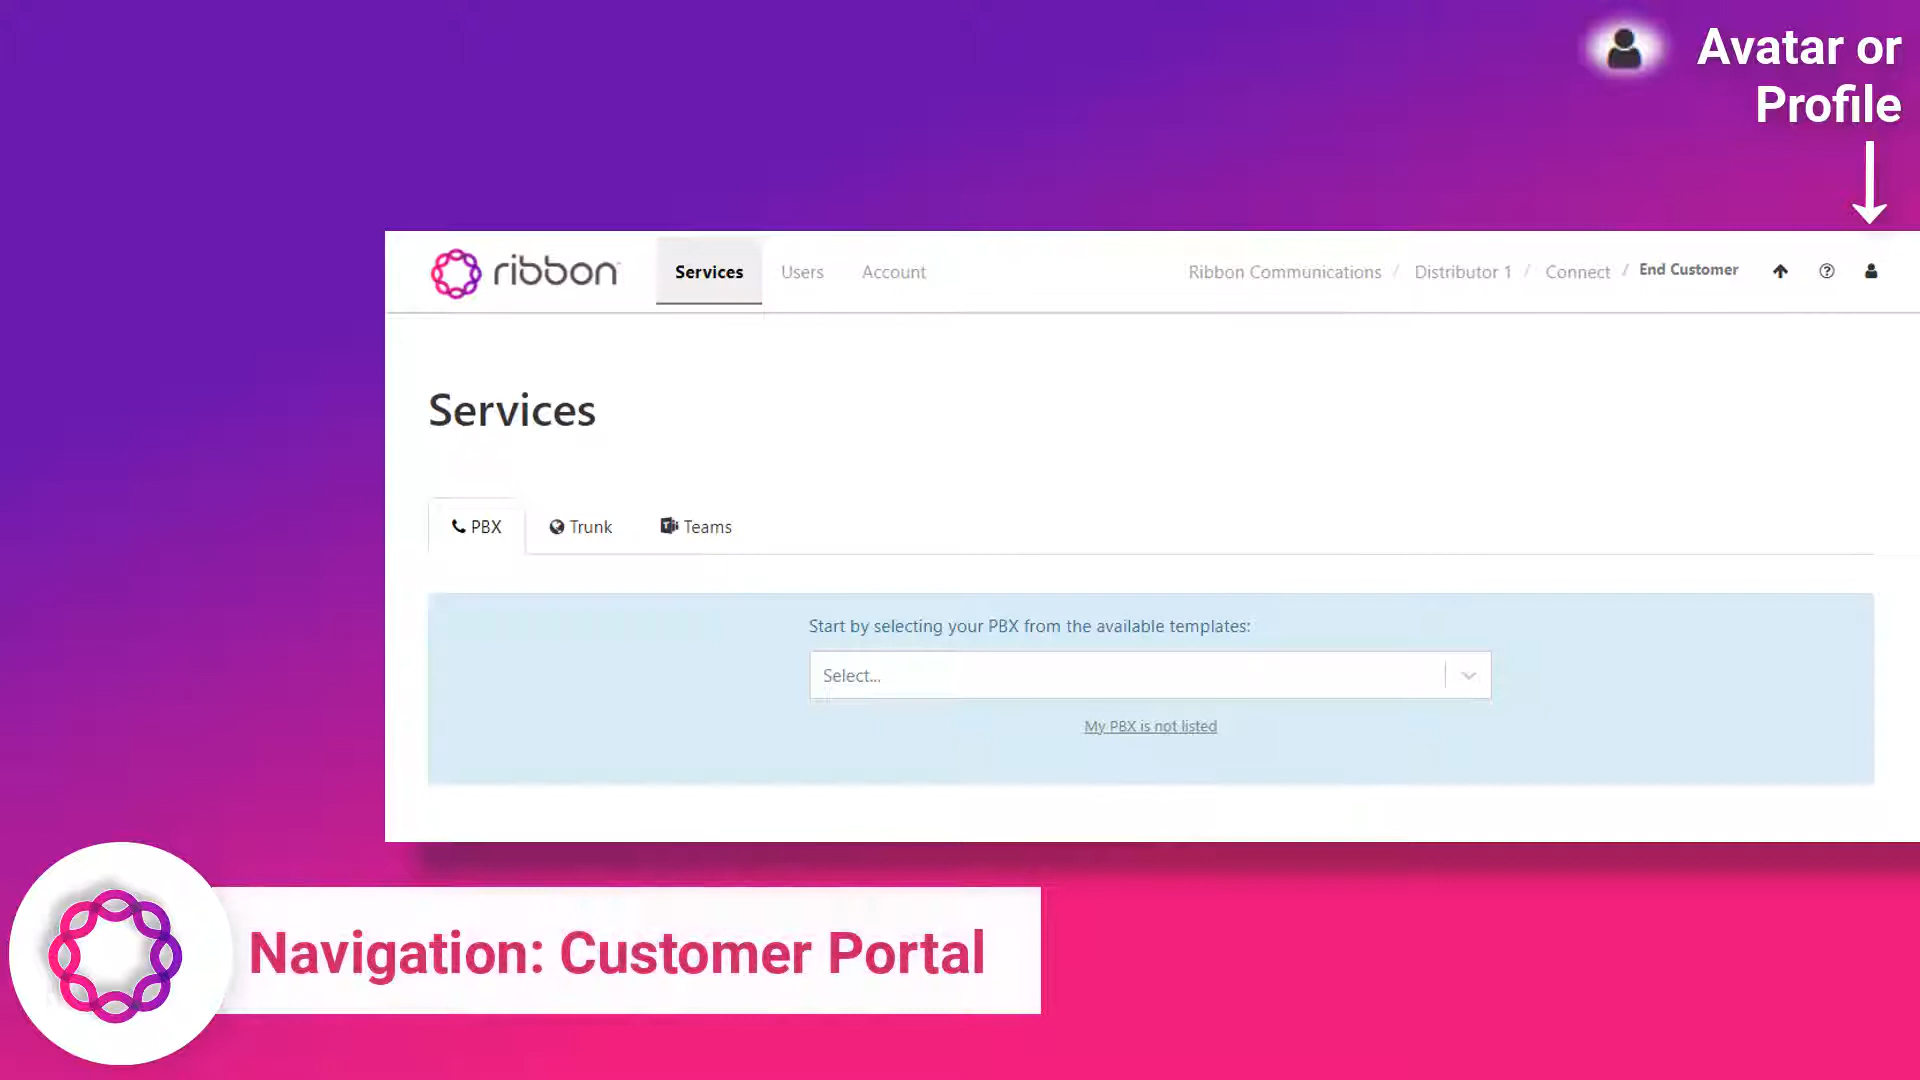 Avatar or
Profile
ribbon
Services
Users
Account
Ribbon Communications / Distributor 1 / Connect / End Customer
Services
PBX
Trunk
Teams
Start by selecting your PBX from the available templates:
Select...
My PBX is not listed
Navigation: Customer Portal